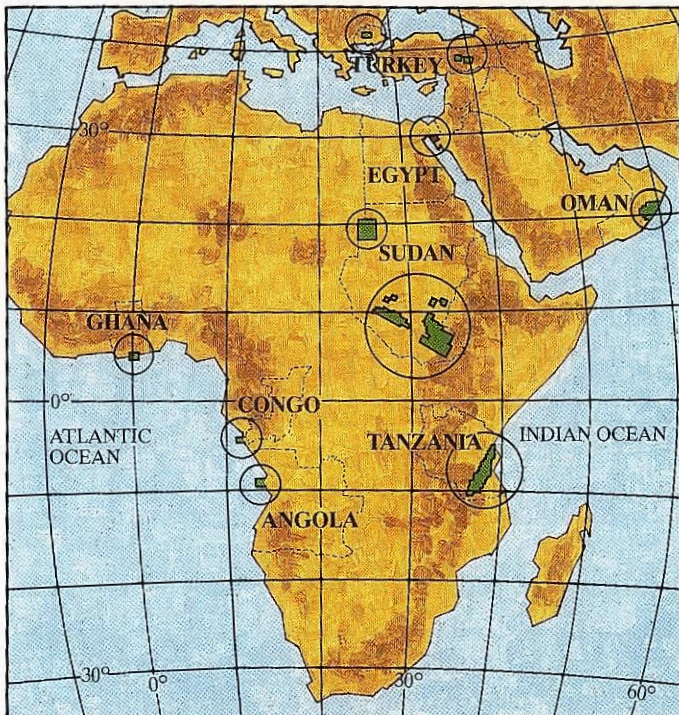 TURKEY
30°
EGYPT
OMAN
SUDAN
GHANA
CONGO
0°
ATLANTIC
OCEAN
TANZANIA
INDIAN OCEAN
ANGOLA
30°
0°
30°
60°